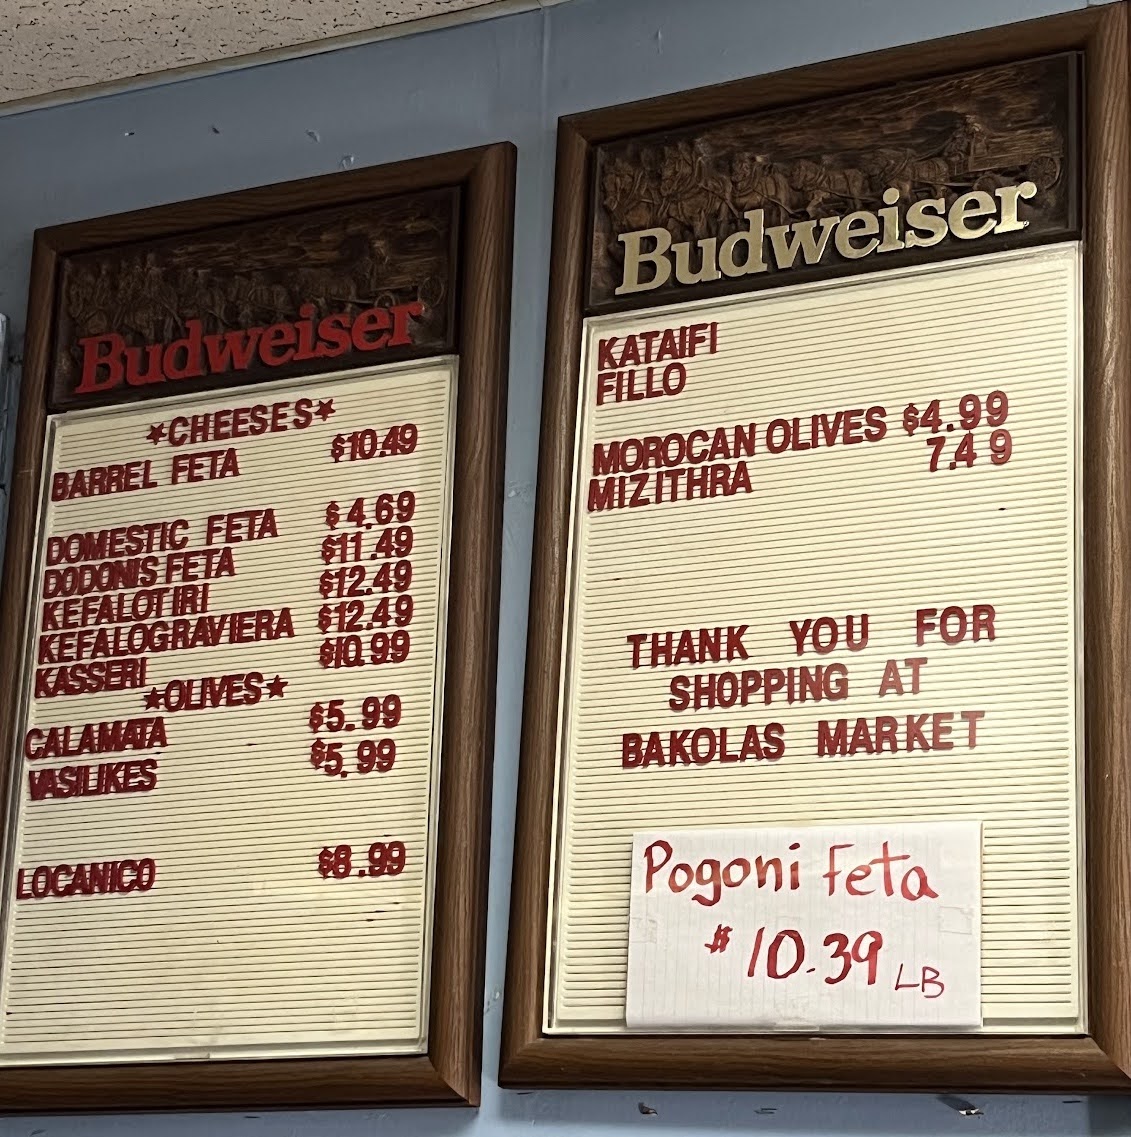 Budweiser
★CHEESES★
BARREL FETA $10.49
DOMESTIC FETA $4.69
DODONIS FETA $11.49
KEFALOTIRI $12.49
KEFALOGRAVIERA $12.49
KASSERI $10.99
★OLIVES★
CALAMATA $5.99
VASILIKES $5.99
LOCANICO $8.99
Budweiser
KATAIFI
FILLO
MOROCAN OLIVES $4.99
MIZITHRA 7.49
THANK YOU FOR
SHOPPING AT
BAKOLAS MARKET
Pogoni Feta
$10.39 LB